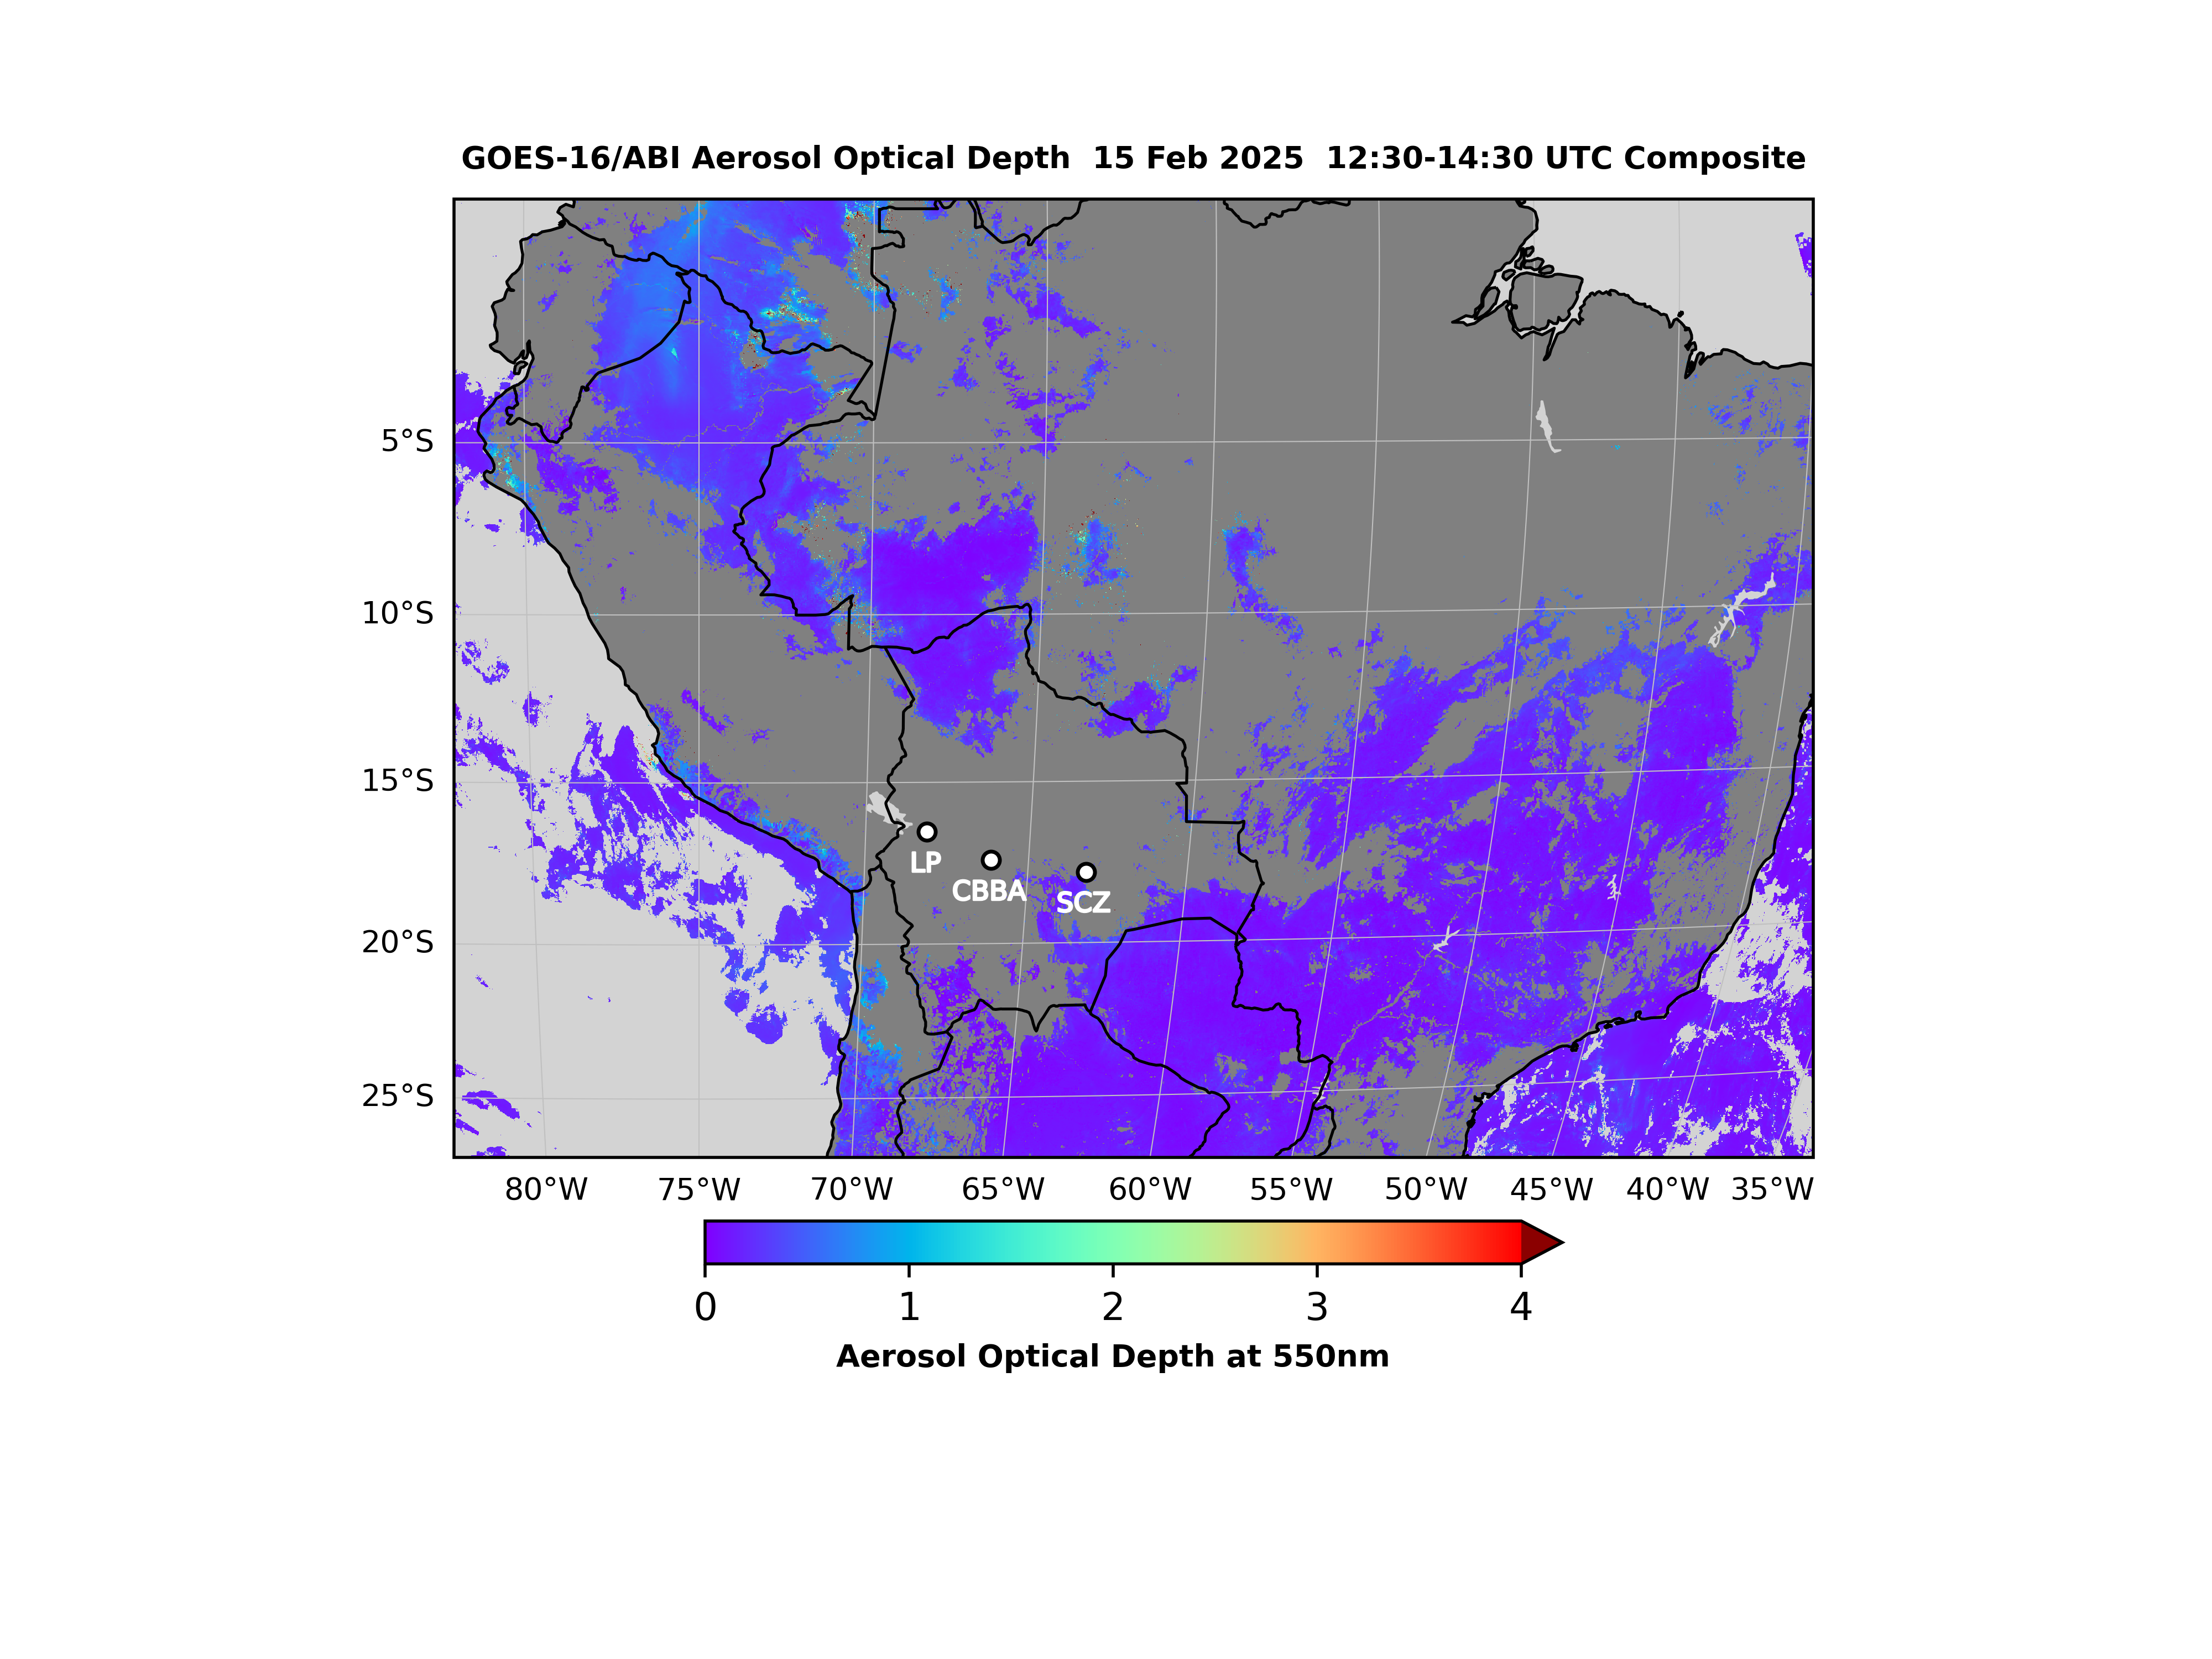 GOES-16/ABI Aerosol Optical Depth  15 Feb 2025  12:30-14:30 UTC Composite
5°S
10°S
15°S
LP
CBBA
SCZ
20°S
25°S
80°W 75°W 70°W 65°W 60°W 55°W 50°W 45°W 40°W 35°W
0 1 2 3 4
Aerosol Optical Depth at 550nm